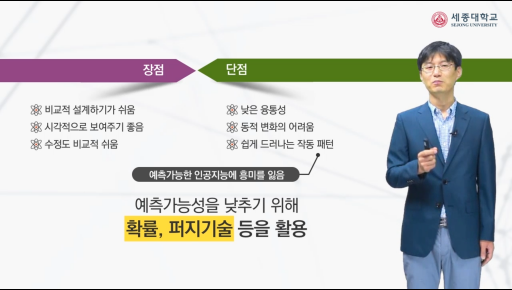 세종대학교
SEJONG UNIVERSITY
장점
단점
비교적 설계하기가 쉬움
시각적으로 보여주기 좋음
수정도 비교적 쉬움
낮은 융통성
동적 변화의 어려움
쉽게 드러나는 작동 패턴
예측가능한 인공지능에 흥미를 잃음
예측가능성을 낮추기 위해
확률, 퍼지기술 등을 활용